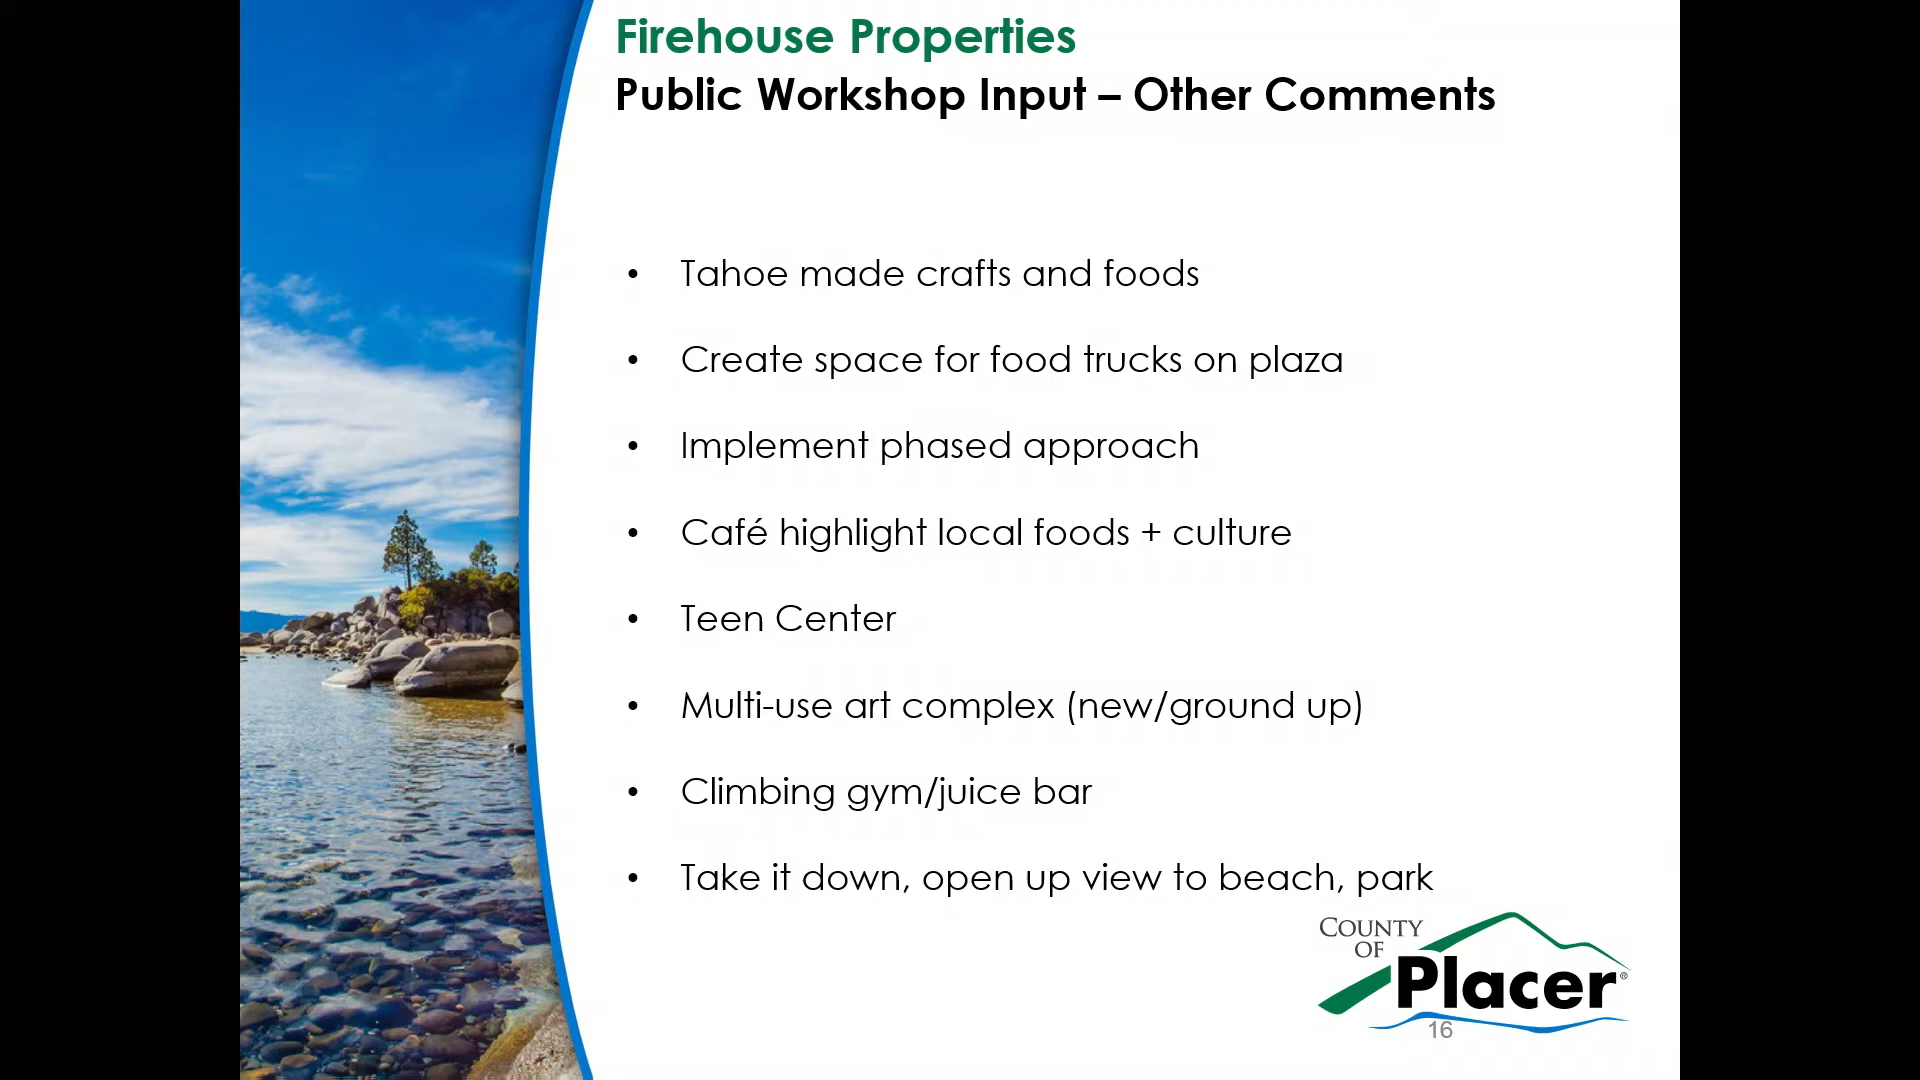 Firehouse Properties
Public Workshop Input – Other Comments
• Tahoe made crafts and foods
• Create space for food trucks on plaza
• Implement phased approach
• Café highlight local foods + culture
• Teen Center
• Multi-use art complex (new/ground up)
• Climbing gym/juice bar
• Take it down, open up view to beach, park
COUNTY
OF
Placer®
16